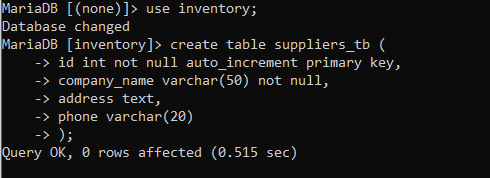 MariaDB [(none)]> use inventory;
Database changed
MariaDB [inventory]> create table suppliers_tb (
    -> id int not null auto_increment primary key,
    -> company_name varchar(50) not null,
    -> address text,
    -> phone varchar(20)
    -> );
Query OK, 0 rows affected (0.515 sec)